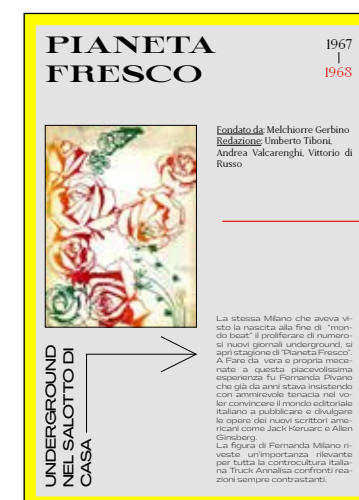 PIANETA
FRESCO
1967
|
1968
Fondato da: Melchiorre Gerbino
Redazione: Umberto Tiboni,
Andrea Valcarenghi, Vittorio di
Russo
UNDERGROUND
NEL SALOTTO DI
CASA
La stessa Milano che aveva vi-
sto la nascita alla fine di "mon-
do beat" il proliferare di numero-
si nuovi giornali underground, si
aprì stagione di "Pianeta Fresco".
A Fare da vera e propria mece-
nate a questa piacevolissima
esperienza fu Fernanda Pivano
che già da anni stava insistendo
con ammirevole tenacia nel vo-
ler convincere il mondo editoriale
italiano a pubblicare e divulgare
le opere dei nuovi scrittori ame-
ricani come Jack Keruarc e Allen
Ginsberg.
La figura di Fernanda Milano ri-
veste un'importanza rilevante
per tutta la controcultura italia-
na Truck Annalisa confronti rea-
zioni sempre contrastanti.